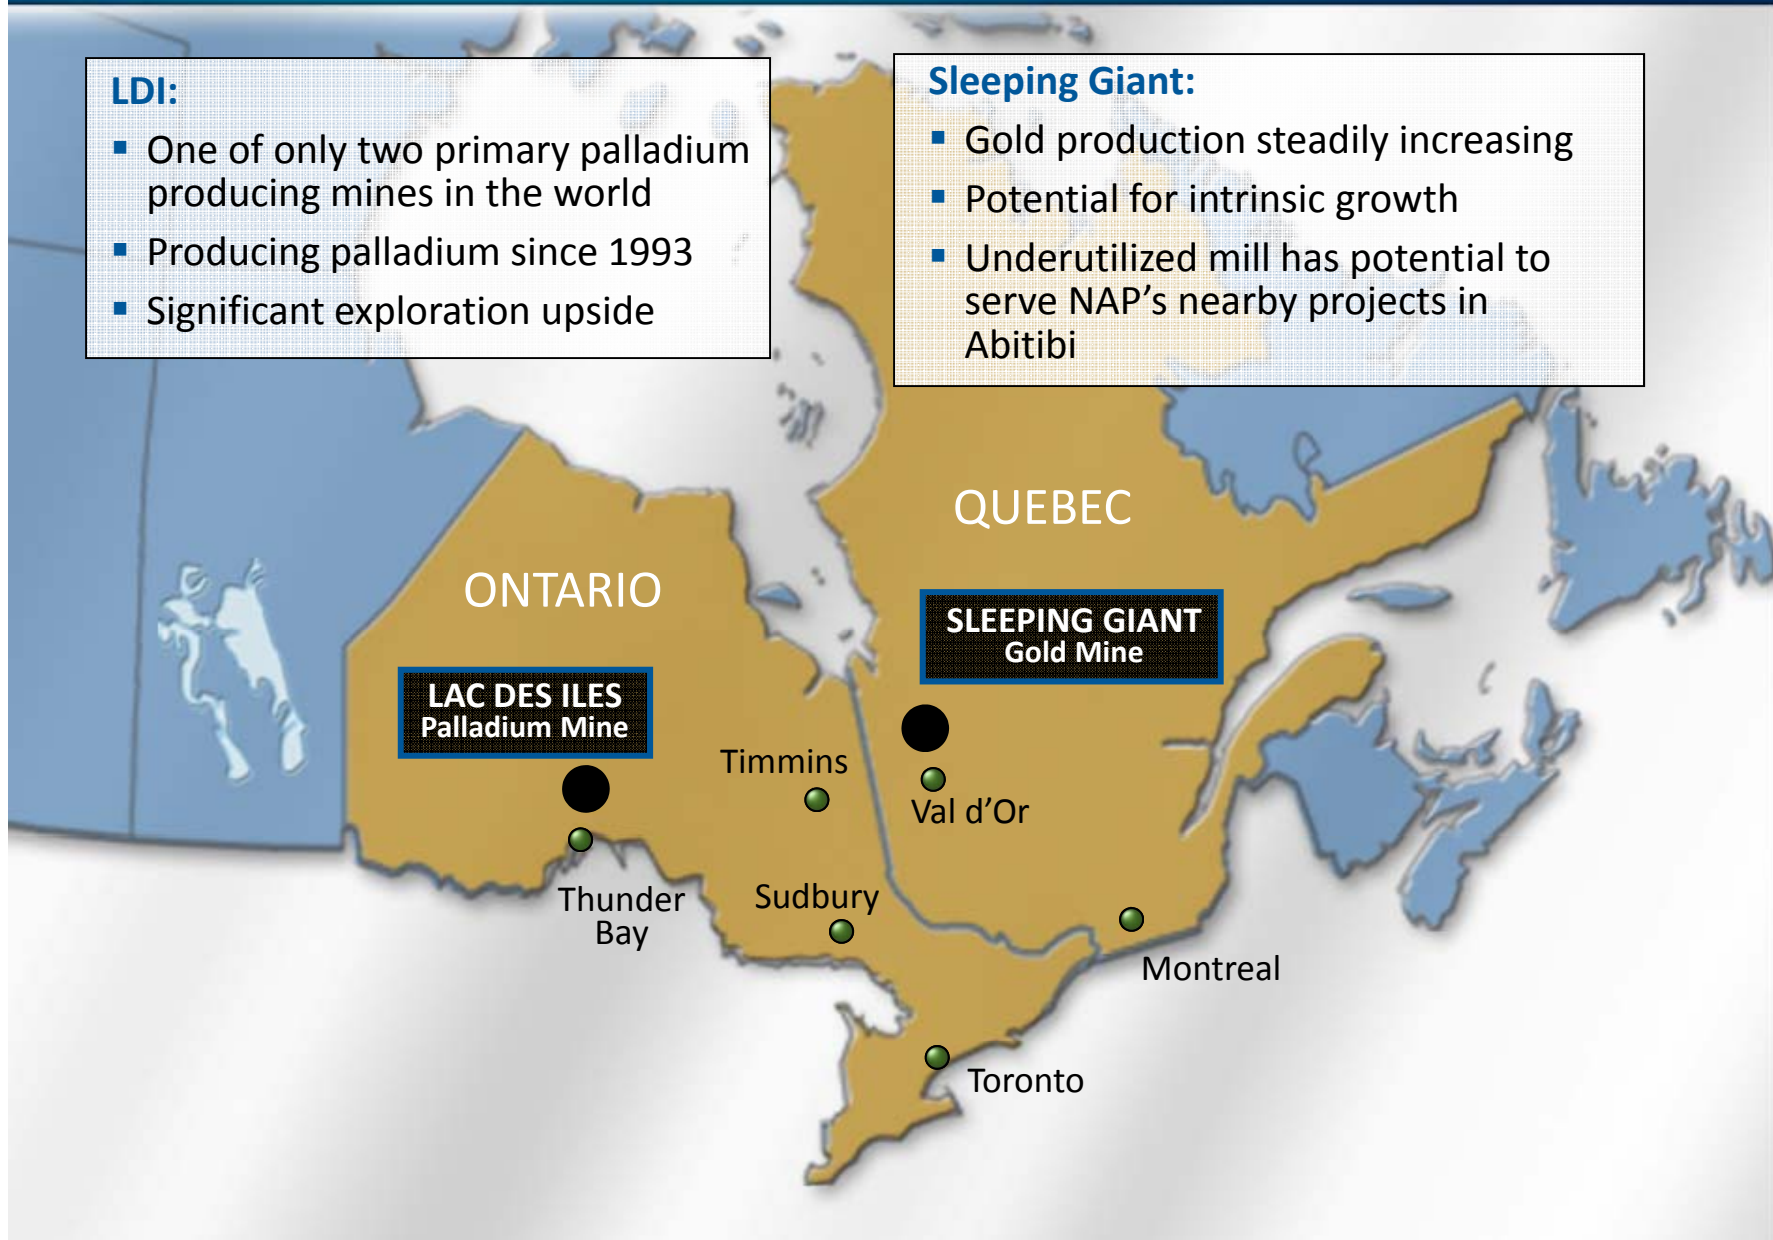 LDI:
▪ One of only two primary palladium
producing mines in the world
▪ Producing palladium since 1993
▪ Significant exploration upside
Sleeping Giant:
▪ Gold production steadily increasing
▪ Potential for intrinsic growth
▪ Underutilized mill has potential to
serve NAP’s nearby projects in
Abitibi
QUEBEC
ONTARIO
SLEEPING GIANT
Gold Mine
LAC DES ILES
Palladium Mine
Timmins
Val d’Or
Thunder
Bay
Sudbury
Montreal
Toronto